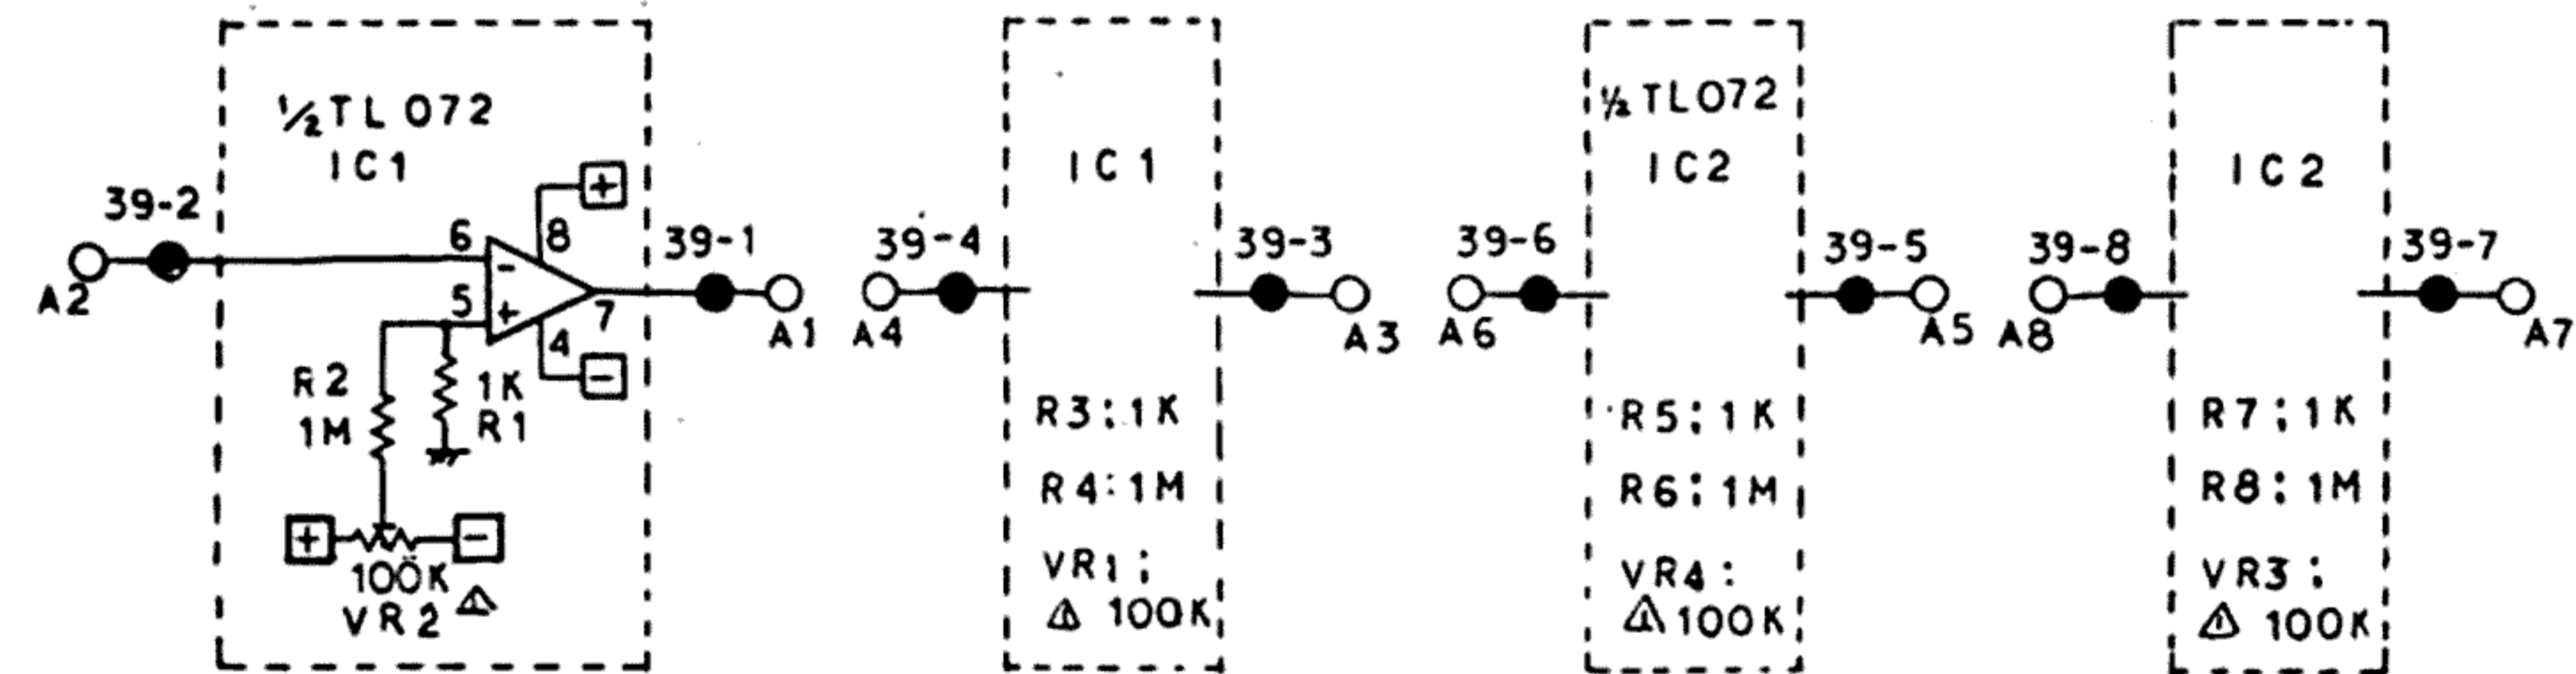 ½TL 072
IC1
39-2
A2
6
-
5
+
8
+
4
-
7
39-1
A1
R2
1M
1K
R1
+
-
100K
VR2
39-4
A4
IC1
39-3
A3
R3:1K
R4:1M
VR1:
100K
39-6
A6
½TL072
IC2
39-5
A5
R5:1K
R6:1M
VR4:
100K
39-8
A8
IC2
39-7
A7
R7:1K
R8:1M
VR3:
100K